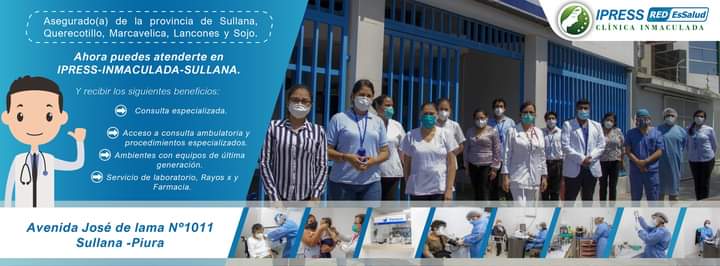 Asegurado(a) de la provincia de Sullana,
Querecotillo, Marcavelica, Lancones y Sojo.
Ahora puedes atenderte en
IPRESS-INMACULADA-SULLANA.
Y recibir los siguientes beneficios:
Consulta especializada.
Acceso a consulta ambulatoria y
procedimientos especializados.
Ambientes con equipos de última
generación.
Servicio de laboratorio, Rayos x y
Farmacia.
Avenida José de lama Nº1011
Sullana -Piura
IPRESS RED EsSalud
CLÍNICA INMACULADA